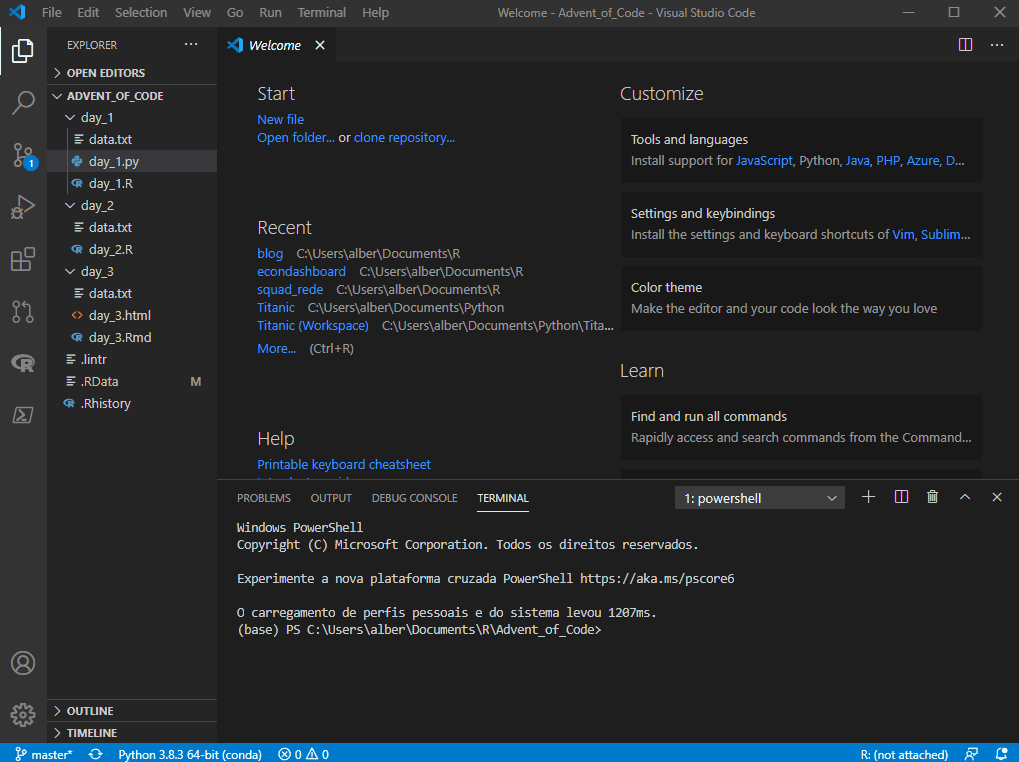 File Edit Selection View Go Run Terminal Help Welcome - Advent_of_Code - Visual Studio Code
EXPLORER ...
OPEN EDITORS
ADVENT_OF_CODE
day_1
data.txt
day_1.py
day_1.R
day_2
data.txt
day_2.R
day_3
data.txt
day_3.html
day_3.Rmd
.lintr
.RData M
.Rhistory
OUTLINE
TIMELINE
1
Welcome
Start
New file
Open folder... or clone repository...
Recent
blog C:\Users\alber\Documents\R
econdashboard C:\Users\alber\Documents\R
squad_rede C:\Users\alber\Documents\R
Titanic C:\Users\alber\Documents\Python
Titanic (Workspace) C:\Users\alber\Documents\Python\Tita...
More... (Ctrl+R)
Help
Printable keyboard cheatsheet
Customize
Tools and languages
Install support for JavaScript, Python, Java, PHP, Azure, D...
Settings and keybindings
Install the settings and keyboard shortcuts of Vim, Sublim...
Color theme
Make the editor and your code look the way you love
Learn
Find and run all commands
Rapidly access and search commands from the Command...
PROBLEMS OUTPUT DEBUG CONSOLE TERMINAL 1: powershell
Windows PowerShell
Copyright (C) Microsoft Corporation. Todos os direitos reservados.
Experimente a nova plataforma cruzada PowerShell https://aka.ms/pscore6
O carregamento de perfis pessoais e do sistema levou 1207ms.
(base) PS C:\Users\alber\Documents\R\Advent_of_Code>
master* Python 3.8.3 64-bit (conda) 0 0 R: (not attached)